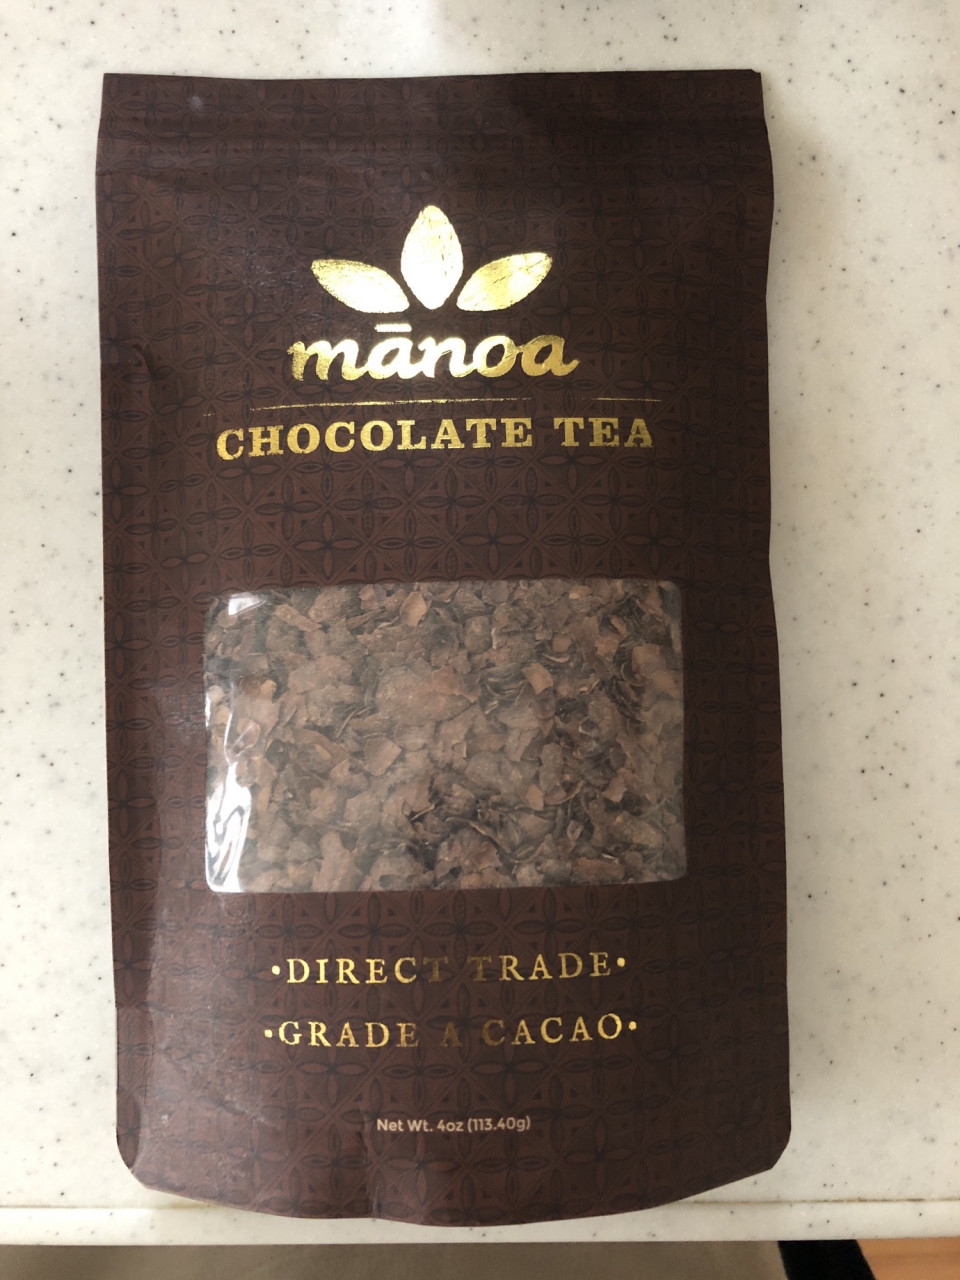 mānoa
CHOCOLATE TEA
•DIRECT TRADE•
•GRADE A CACAO•
Net Wt. 4oz (113.40g)